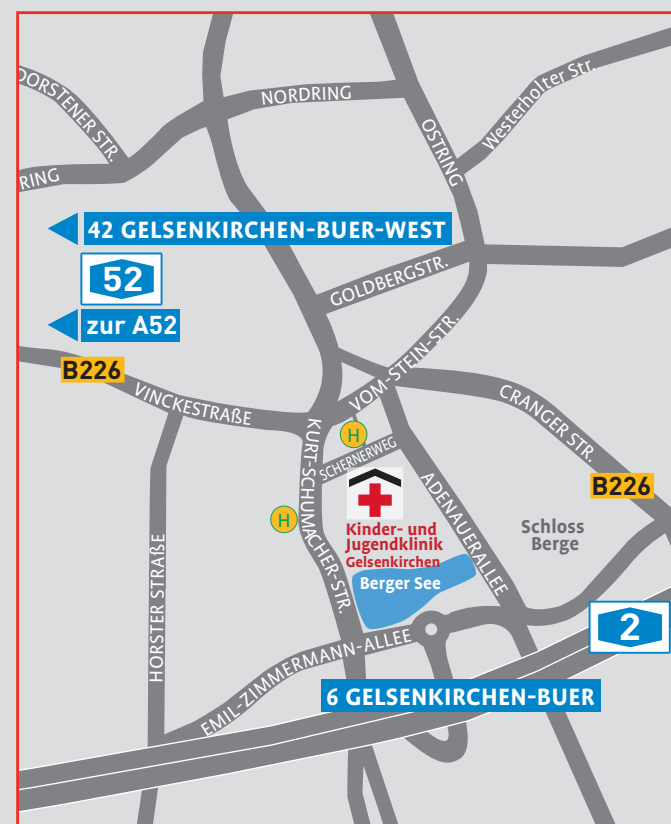 DORSTENER STR.
NORDRING
OSTRING
Westerholter Str.
RING
42 GELSENKIRCHEN-BUER-WEST
52
GOLDBERGSTR.
zur A52
B226
VINCKESTRAßE
VOM-STEIN-STR.
CRANGER STR.
KURT-SCHUMACHER-STR.
H
SCHERNERWEG
ADENAUERALLEE
B226
H
Kinder- und
Jugendklinik
Gelsenkirchen
Schloss
Berge
Berger See
HORSTER STRAßE
2
EMIL-ZIMMERMANN-ALLEE
6 GELSENKIRCHEN-BUER